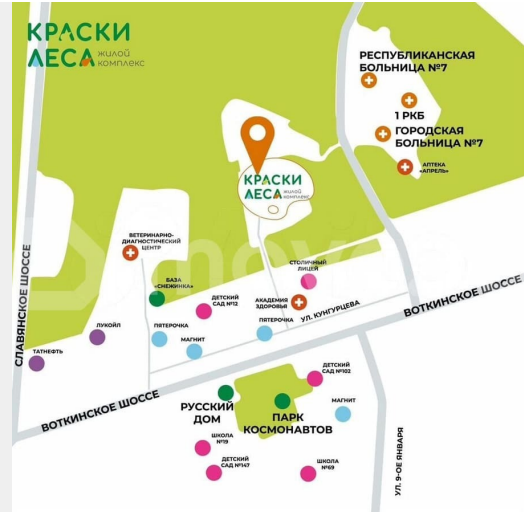 КРАСКИ
ЛЕСА жилой
комплекс
РЕСПУБЛИКАНСКАЯ
БОЛЬНИЦА №7
1 РКБ
ГОРОДСКАЯ
БОЛЬНИЦА №7
АПТЕКА
«АПРЕЛЬ»
КРАСКИ
ЛЕСА жилой
комплекс
ВЕТЕРИНАРНО-
ДИАГНОСТИЧЕСКИЙ
ЦЕНТР
СТОЛИЧНЫЙ
ЛИЦЕЙ
БАЗА
«СНЕЖИНКА»
ДЕТСКИЙ
САД №12
АКАДЕМИЯ
ЗДОРОВЬЯ
УЛ. КУНГУРЦЕВА
ВОТКИНСКОЕ ШОССЕ
СЛАВЯНСКОЕ ШОССЕ
ЛУКОЙЛ
ТАТНЕФТЬ
ПЯТЕРОЧКА
МАГНИТ
ПЯТЕРОЧКА
ВОТКИНСКОЕ ШОССЕ
ДЕТСКИЙ
САД №102
РУССКИЙ
ДОМ
ПАРК
КОСМОНАВТОВ
МАГНИТ
ШКОЛА
№19
ДЕТСКИЙ
САД №147
ШКОЛА
№69
УЛ. 9-ОЕ ЯНВАРЯ